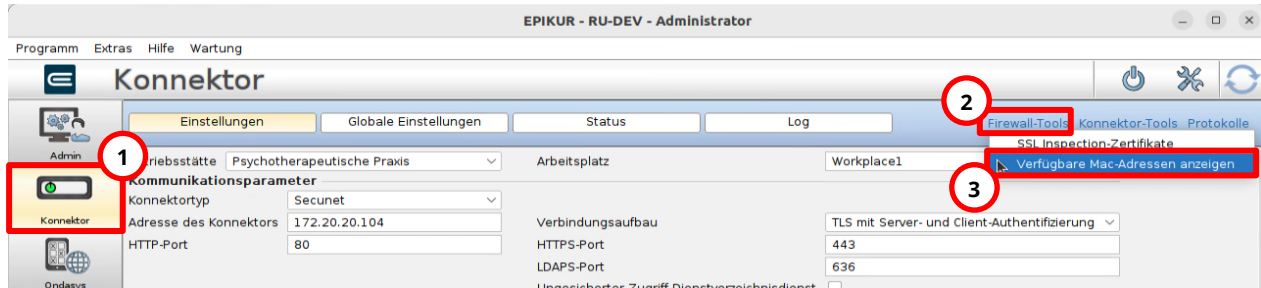 EPIKUR - RU-DEV - Administrator
Programm Extras Hilfe Wartung
Konnektor
2
Einstellungen Globale Einstellungen Status Log Firewall-Tools Konnektor-Tools Protokolle
SSL Inspection-Zertifikate
Admin
1
Psychotherapeutische Praxis Arbeitsplatz Workplace1 Verfügbare Mac-Adressen anzeigen
3
Kommunikationsparameter
Konnektortyp Secunet
Konnektor
Adresse des Konnektors 172.20.20.104 Verbindungsaufbau TLS mit Server- und Client-Authentifizierung
HTTP-Port 80 HTTPS-Port 443
LDAPS-Port 636
Ondasys Ungesicherter Zugriff Dienstverzeichnisdienst